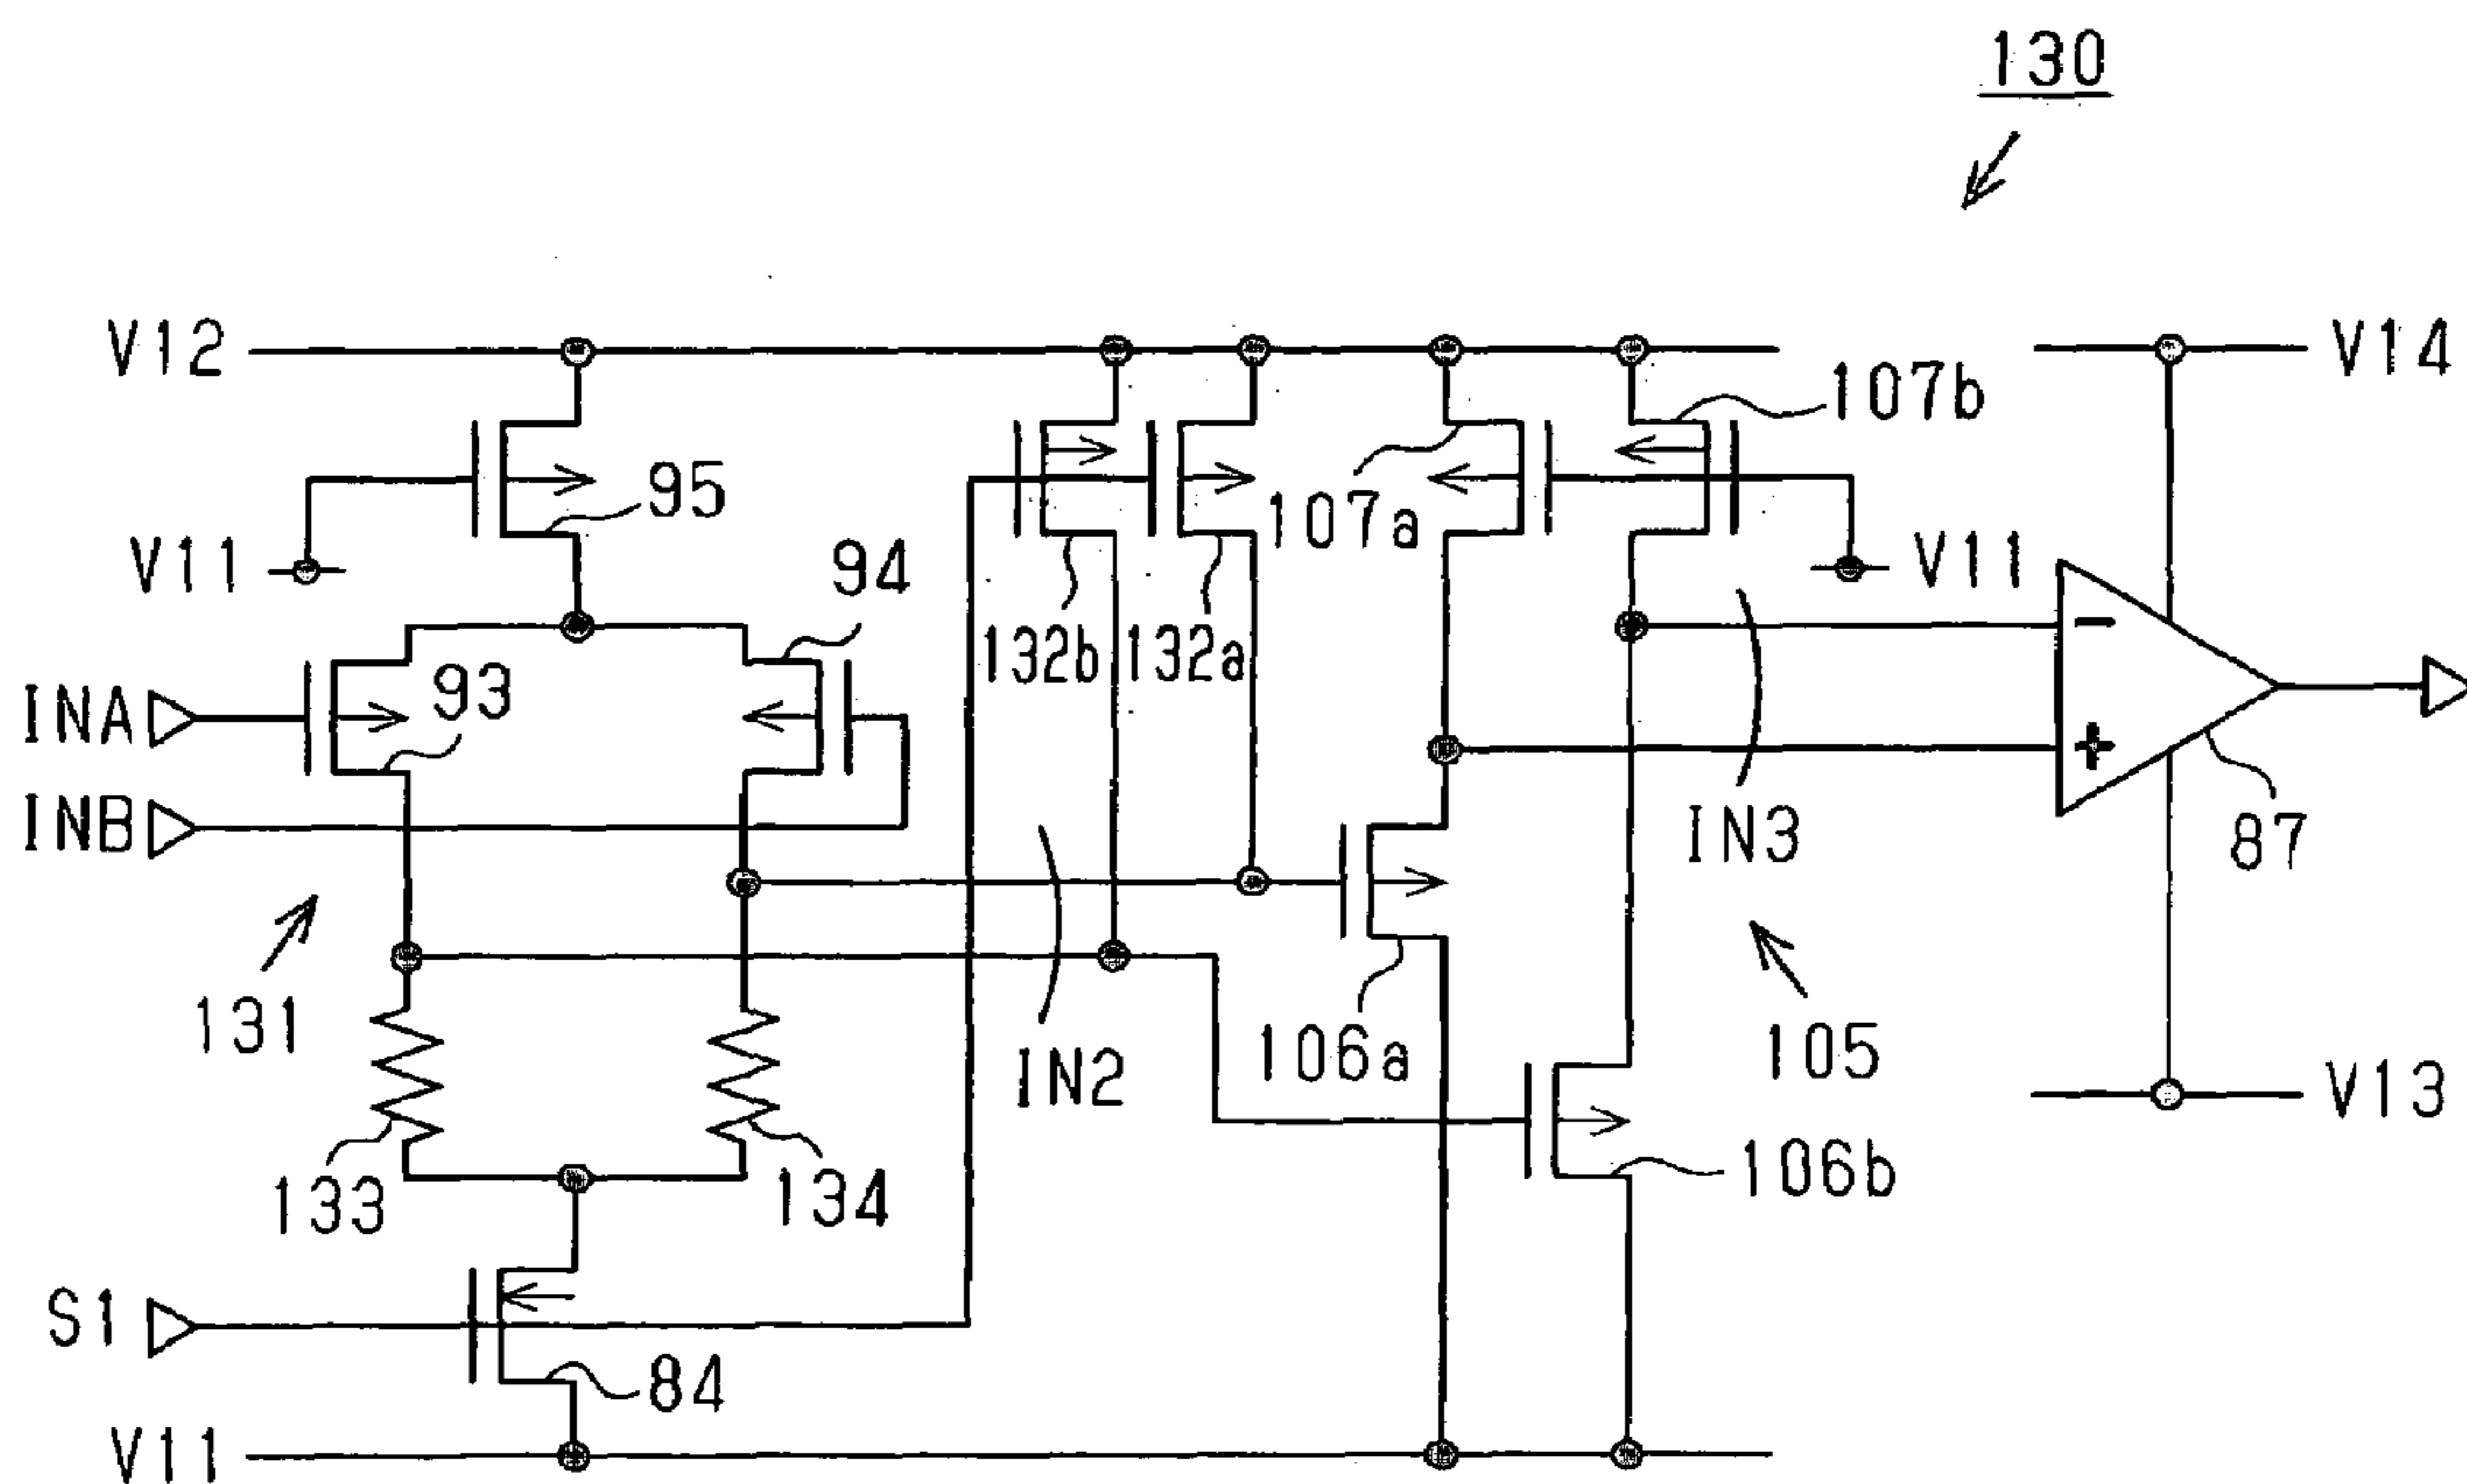 130
V12
V14
107b
95
107a
V11
94
V11
132b
132a
93
INA
INB
IN3
87
131
106a
105
IN2
V13
133
134
106b
S1
84
V11
-
+